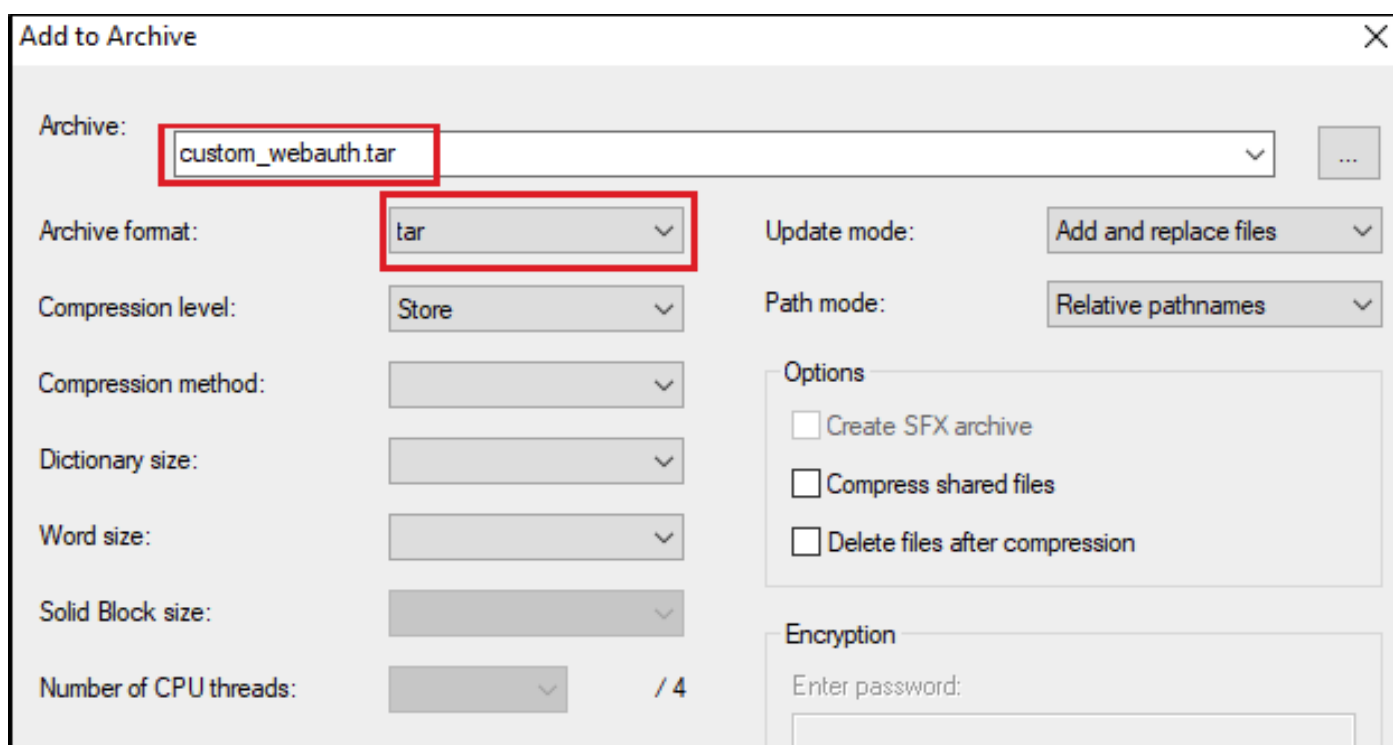 Add to Archive
Archive:
custom_webauth.tar
...
Archive format:
tar
Update mode:
Add and replace files
Compression level:
Store
Path mode:
Relative pathnames
Compression method:
Options
Create SFX archive
Dictionary size:
Compress shared files
Word size:
Delete files after compression
Solid Block size:
Encryption
Number of CPU threads:
/ 4
Enter password: